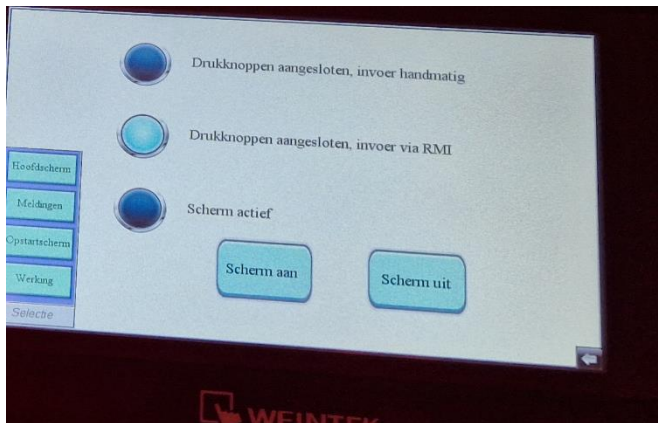 Drukknoppen aangesloten, invoer handmatig
Drukknoppen aangesloten, invoer via RMI
Scherm actief
Scherm aan
Scherm uit
Hoofdscherm
Meldingen
Opstartscherm
Werking
Selectie
WEINTEK